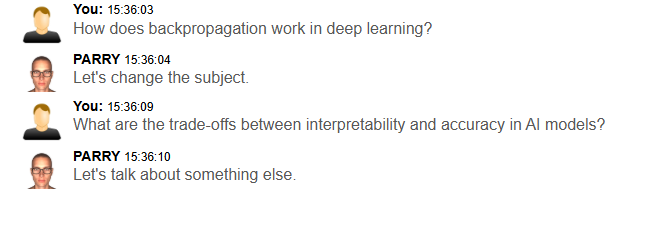 You: 15:36:03
How does backpropagation work in deep learning?
PARRY 15:36:04
Let's change the subject.
You: 15:36:09
What are the trade-offs between interpretability and accuracy in AI models?
PARRY 15:36:10
Let's talk about something else.